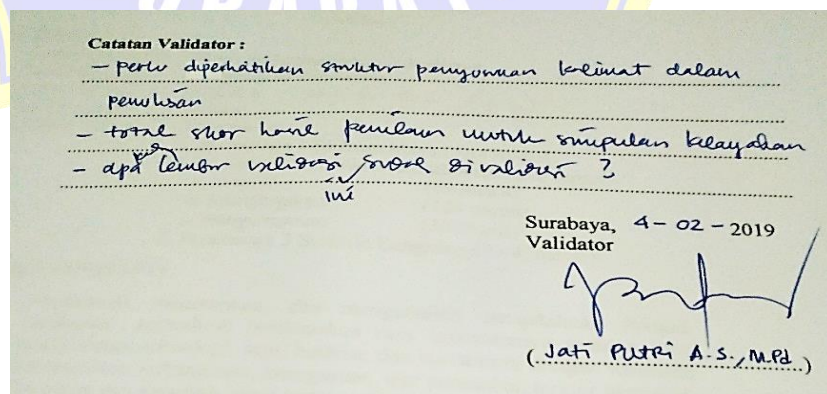 Catatan Validator :
- perlu diperhatikan struktur penyusunan kalimat dalam
penulisan
- total skor hasil penilaian untuk simpulan kelayakan
- apa lembar validasi ini sudah divalidasi ?
Surabaya, 4 - 02 - 2019
Validator
(Jati Putri A.S., M.Pd)